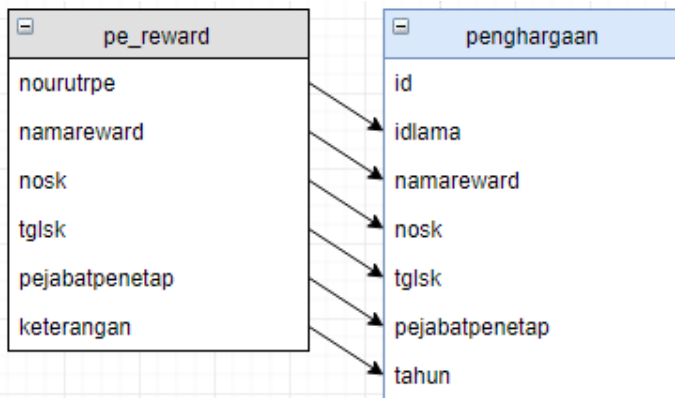 pe_reward
nourutrpe
namareward
nosk
tglsk
pejabatpenetap
keterangan
penghargaan
id
idlama
namareward
nosk
tglsk
pejabatpenetap
tahun